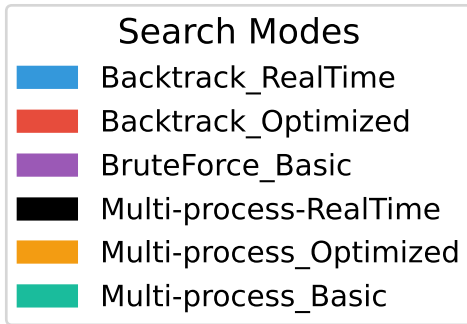 Search Modes
Backtrack_RealTime
Backtrack_Optimized
BruteForce_Basic
Multi-process-RealTime
Multi-process_Optimized
Multi-process_Basic